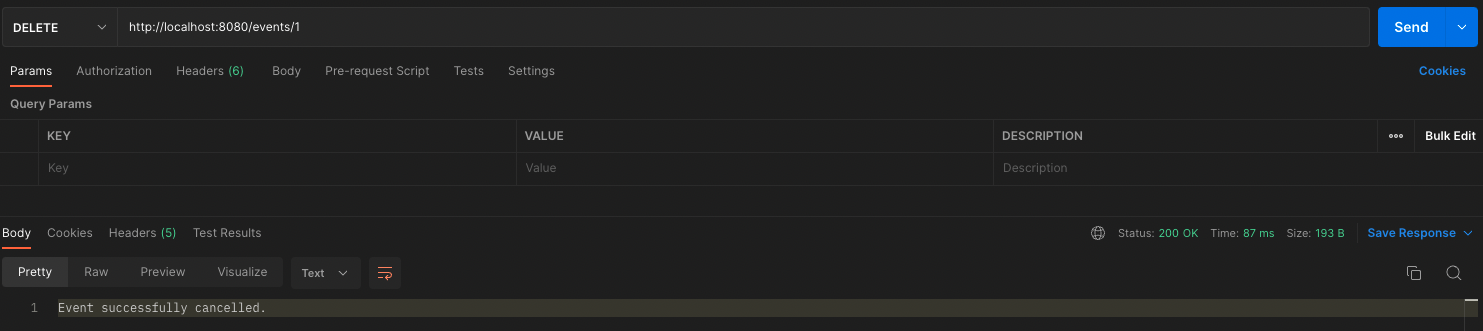 DELETE http://localhost:8080/events/1 Send
Params Authorization Headers (6) Body Pre-request Script Tests Settings Cookies
Query Params
KEY VALUE DESCRIPTION ••• Bulk Edit
Key Value Description
Body Cookies Headers (5) Test Results Status: 200 OK Time: 87 ms Size: 193 B Save Response
Pretty Raw Preview Visualize Text
1 Event successfully cancelled.